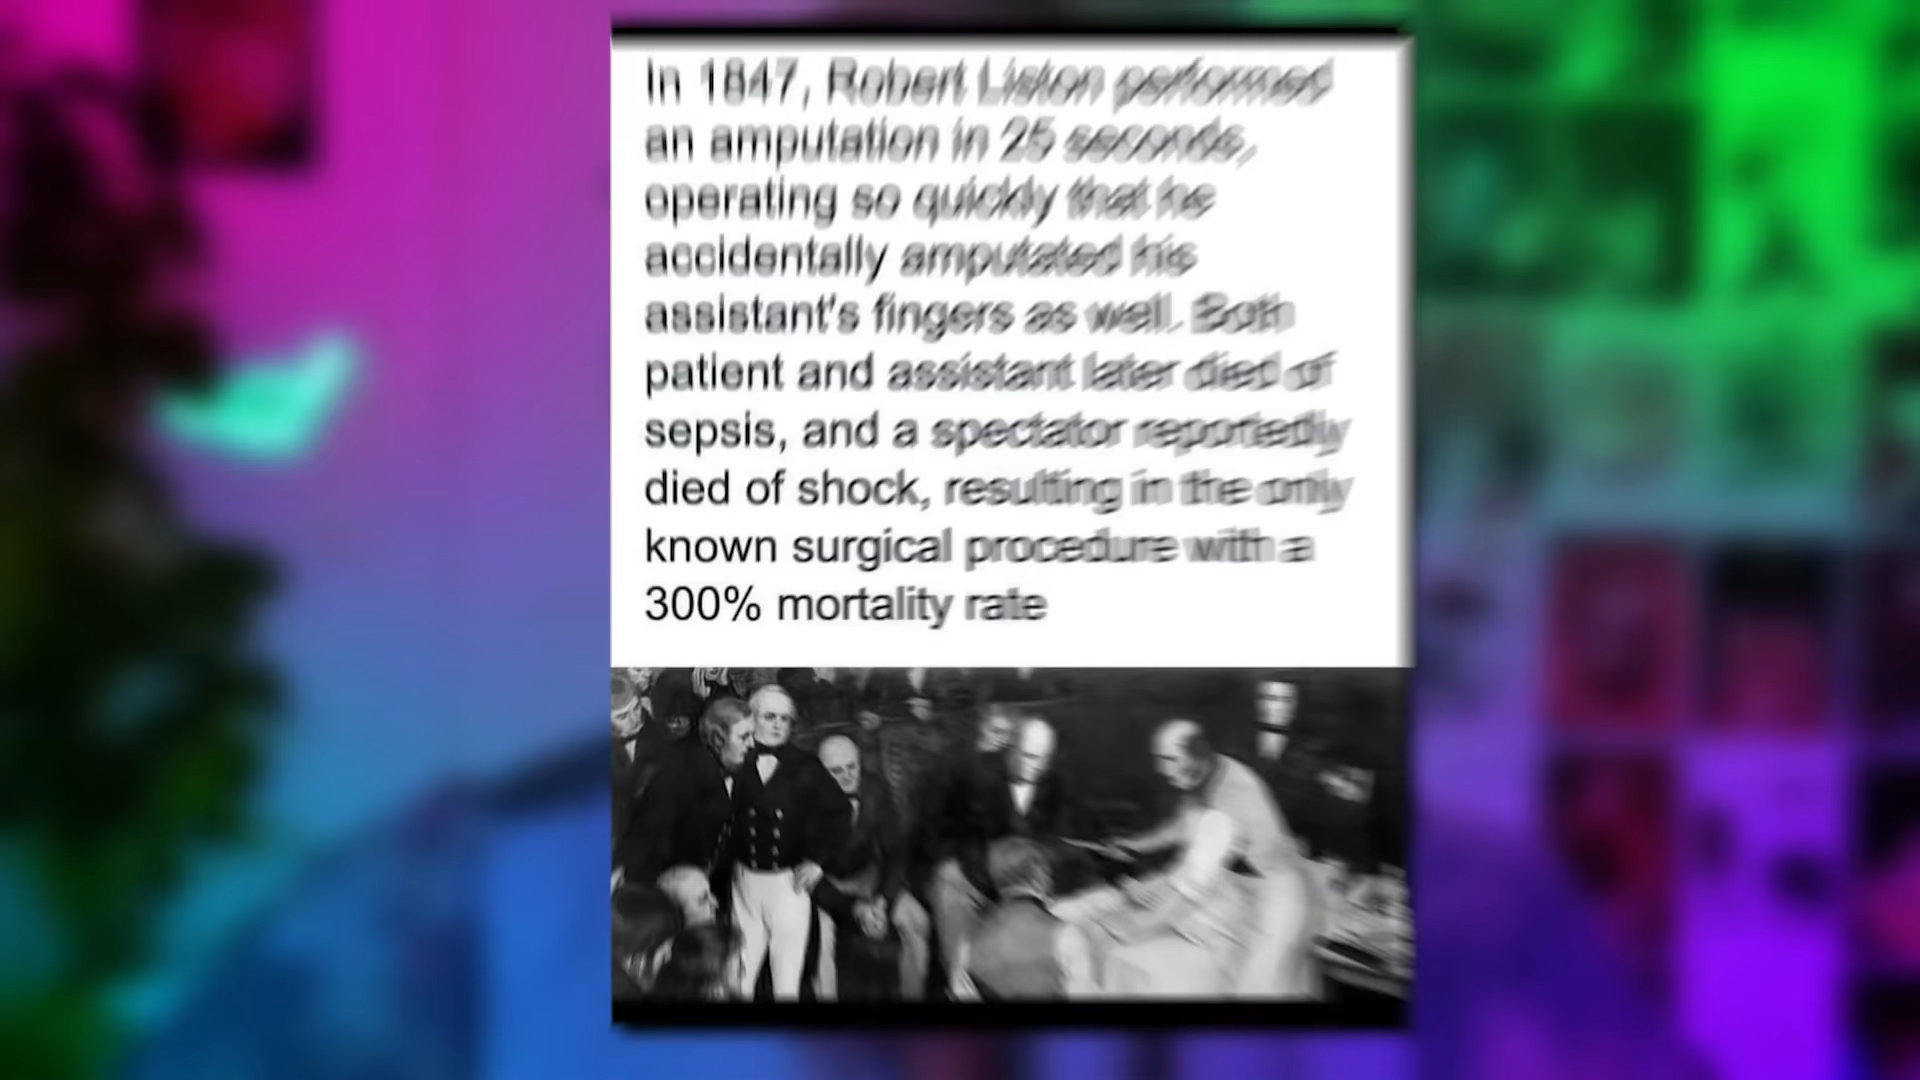 In 1847, Robert Liston performed
an amputation in 25 seconds,
operating so quickly that he
accidentally amputated his
assistant's fingers as well. Both
patient and assistant later died of
sepsis, and a spectator reportedly
died of shock, resulting in the only
known surgical procedure with a
300% mortality rate